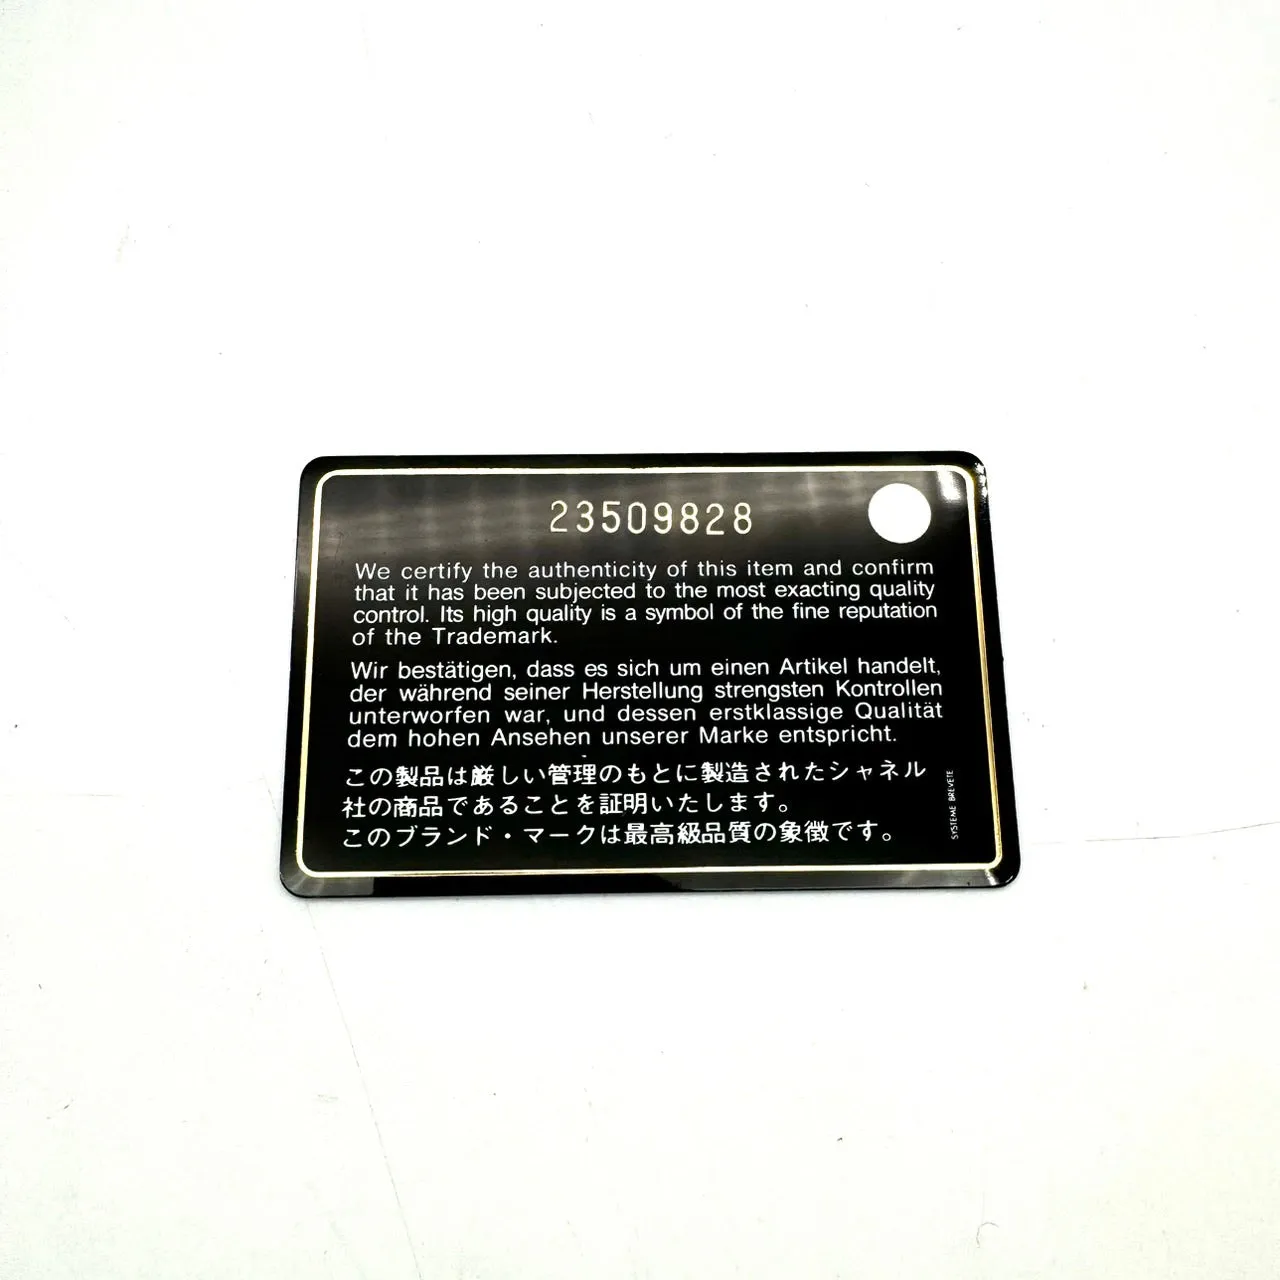 23509828
We certify the authenticity of this item and confirm
that it has been subjected to the most exacting quality
control. Its high quality is a symbol of the fine reputation
of the Trademark.
Wir bestätigen, dass es sich um einen Artikel handelt,
der während seiner Herstellung strengsten Kontrollen
unterworfen war, und dessen erstklassige Qualität
dem hohen Ansehen unserer Marke entspricht.
この製品は厳しい管理のもとに製造されたシャネル
社の商品であることを証明いたします。
このブランド・マークは最高級品質の象徴です。
SYSTEME BREVETE